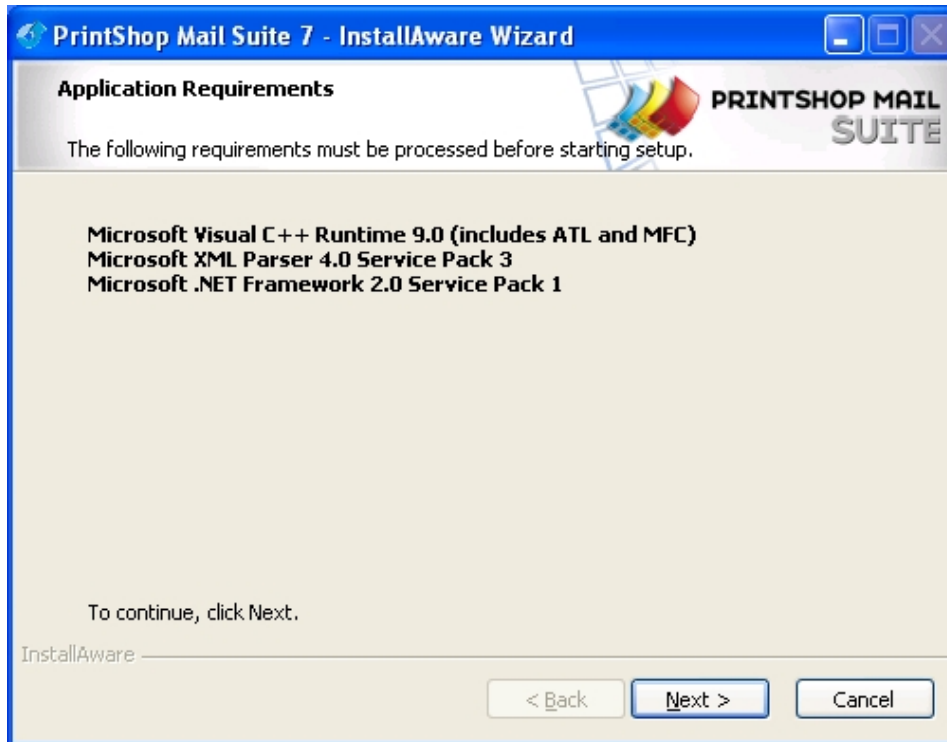 PrintShop Mail Suite 7 - InstallAware Wizard
Application Requirements
PRINTSHOP MAIL
SUITE
The following requirements must be processed before starting setup.
Microsoft Visual C++ Runtime 9.0 (includes ATL and MFC)
Microsoft XML Parser 4.0 Service Pack 3
Microsoft .NET Framework 2.0 Service Pack 1
To continue, click Next.
InstallAware
< Back
Next >
Cancel